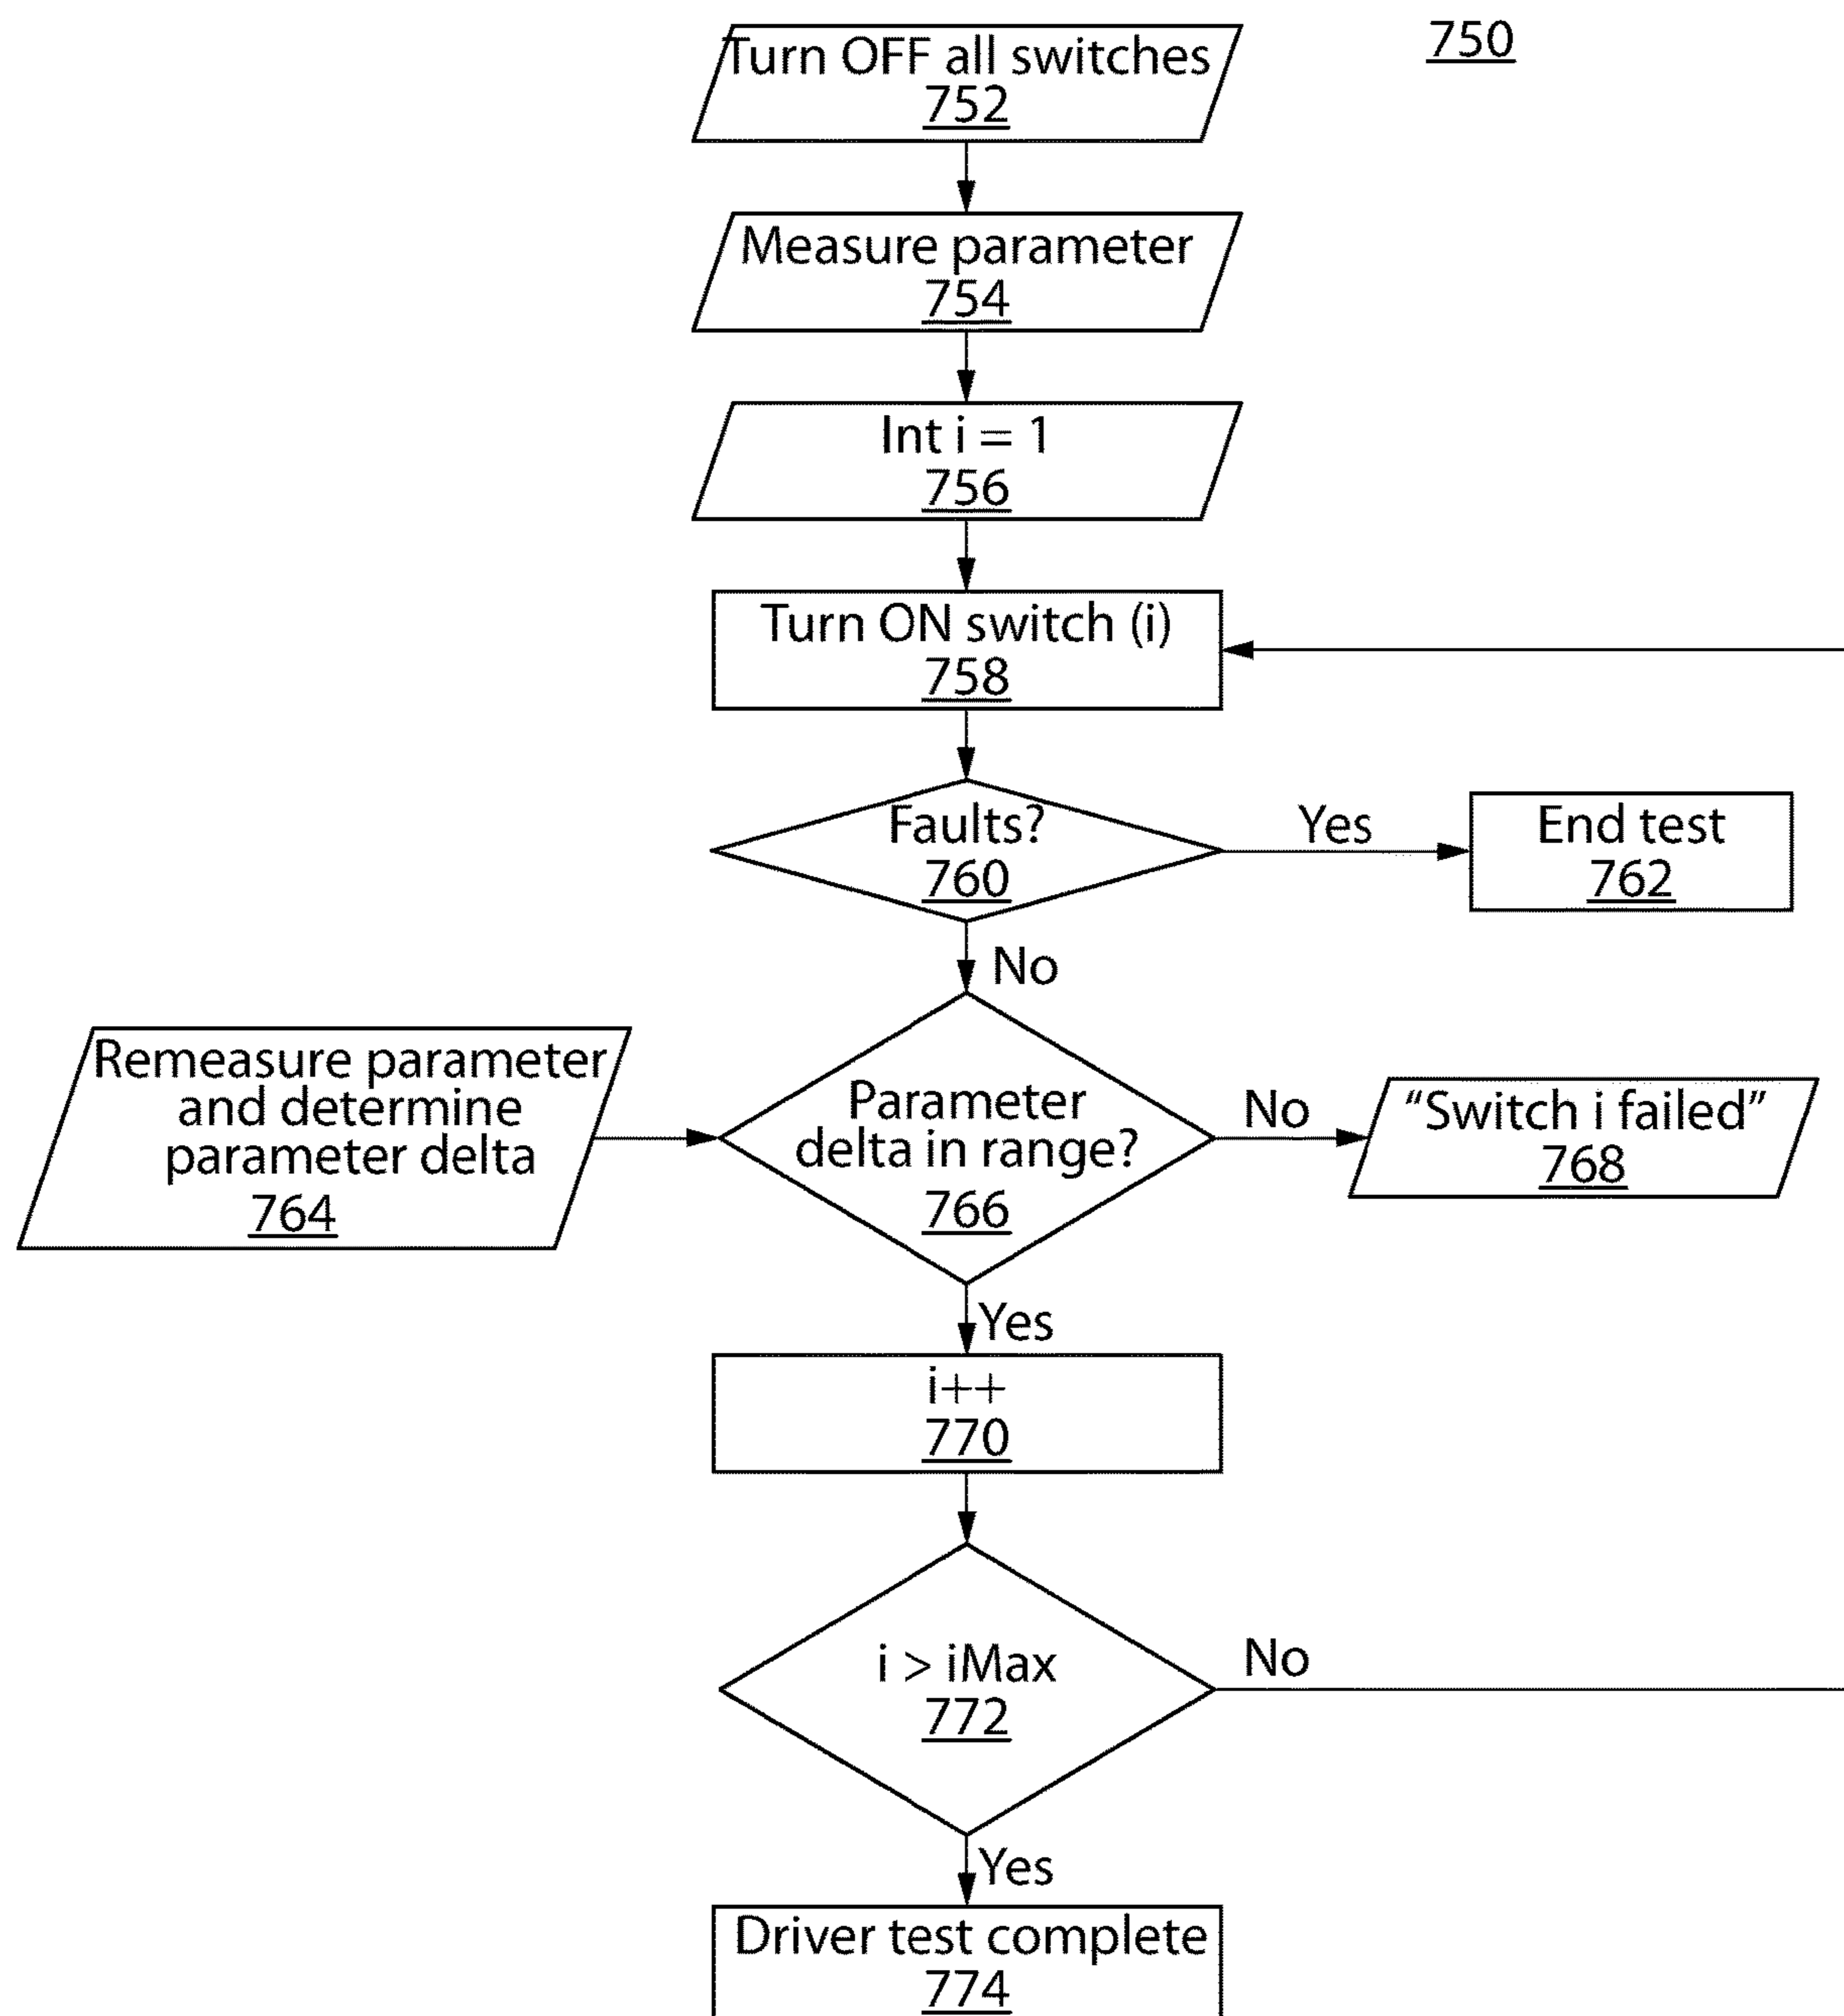 750
Turn OFF all switches
752
Measure parameter
754
Int i = 1
756
Turn ON switch (i)
758
Faults?
760
Yes
End test
762
No
Remeasure parameter
and determine
parameter delta
764
Parameter
delta in range?
766
No
“Switch i failed”
768
Yes
i++
770
i > iMax
772
No
Yes
Driver test complete
774